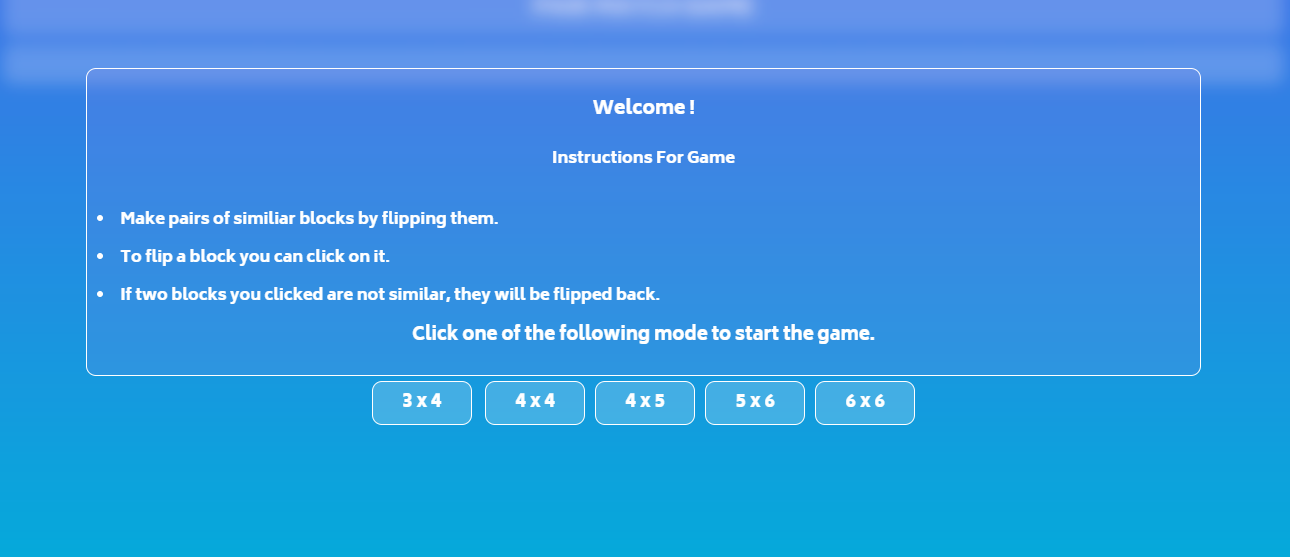 Welcome !
Instructions For Game
• Make pairs of similiar blocks by flipping them.
• To flip a block you can click on it.
• If two blocks you clicked are not similar, they will be flipped back.
Click one of the following mode to start the game.
3 x 4 4 x 4 4 x 5 5 x 6 6 x 6